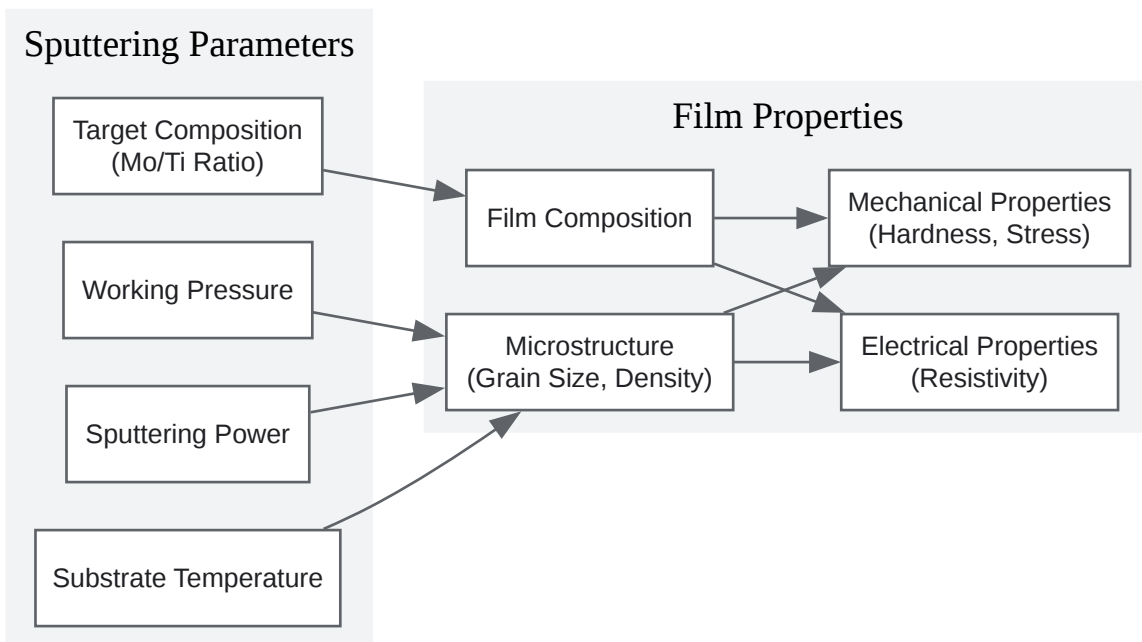 Sputtering Parameters
Target Composition
(Mo/Ti Ratio)
Working Pressure
Sputtering Power
Substrate Temperature
Film Properties
Film Composition
Microstructure
(Grain Size, Density)
Mechanical Properties
(Hardness, Stress)
Electrical Properties
(Resistivity)